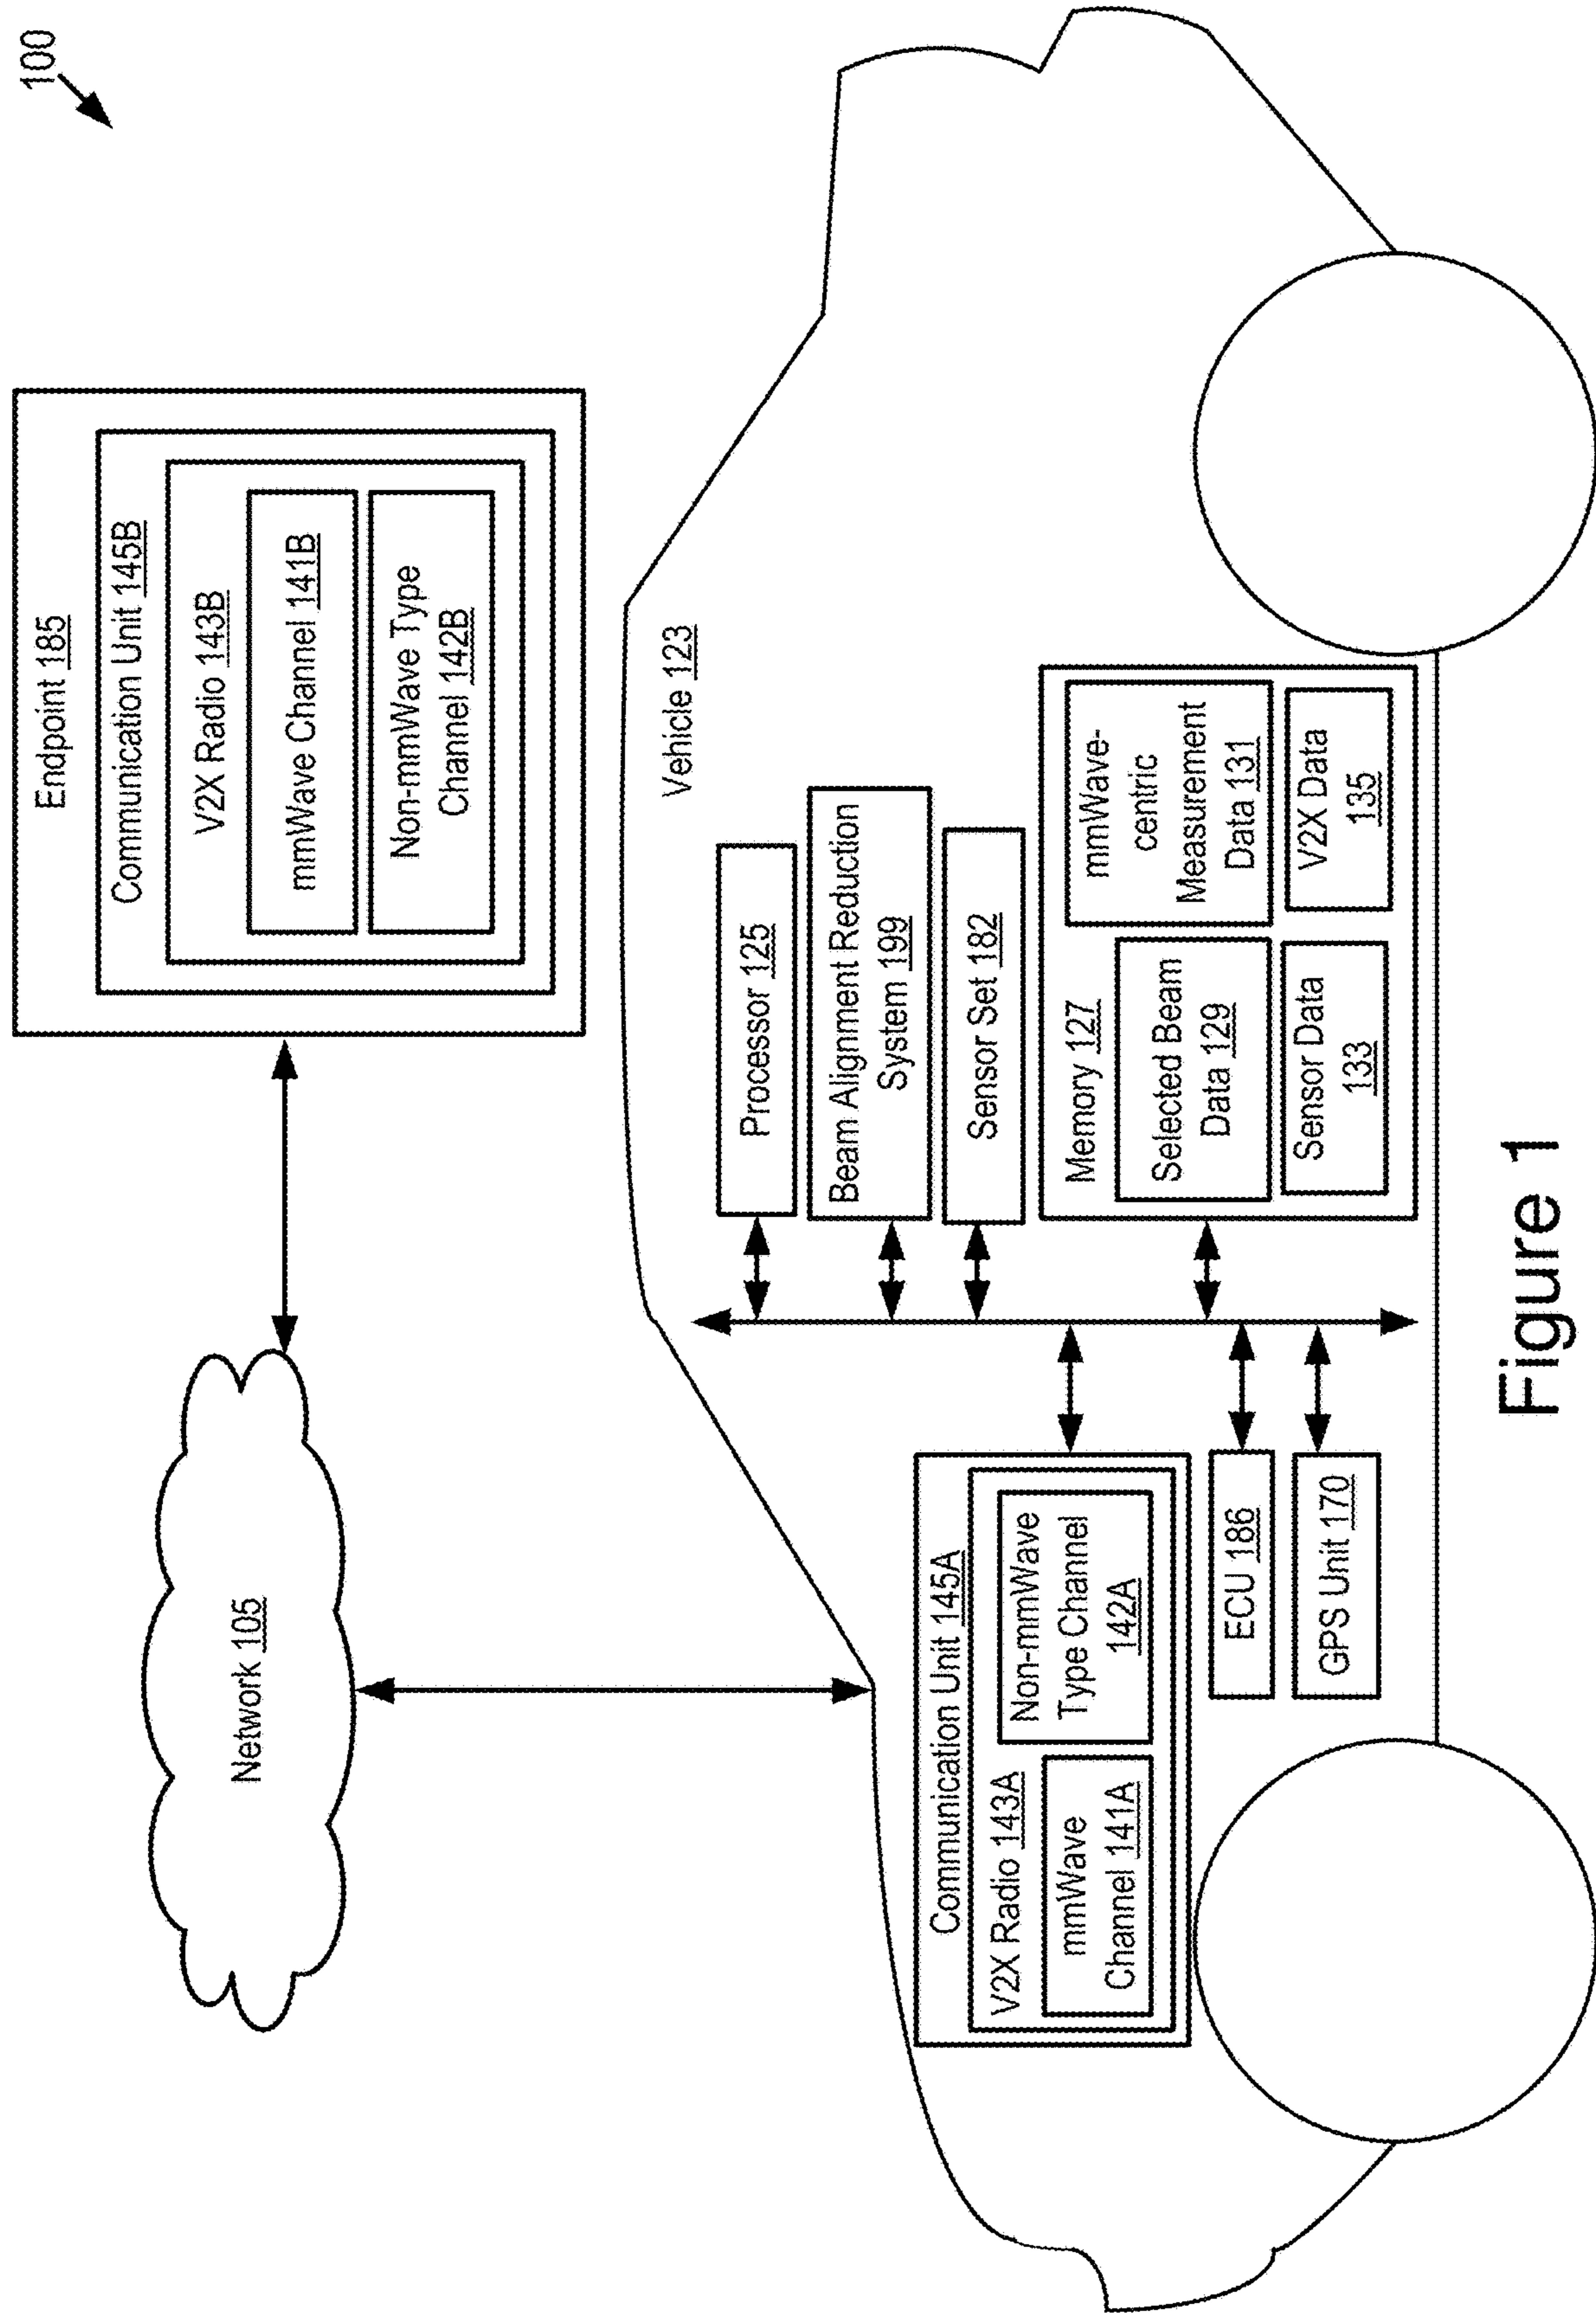 100
Endpoint 185
Communication Unit 145B
V2X Radio 143B
mmWave Channel 141B
Non-mmWave Type
Channel 142B
Network 105
Vehicle 123
Communication Unit 145A
V2X Radio 143A
mmWave
Channel 141A
Non-mmWave
Type Channel
142A
ECU 186
GPS Unit 170
Processor 125
Beam Alignment Reduction
System 199
Sensor Set 182
Memory 127
Selected Beam
Data 129
mmWave-
centric
Measurement
Data 131
Sensor Data
133
V2X Data
135
Figure 1